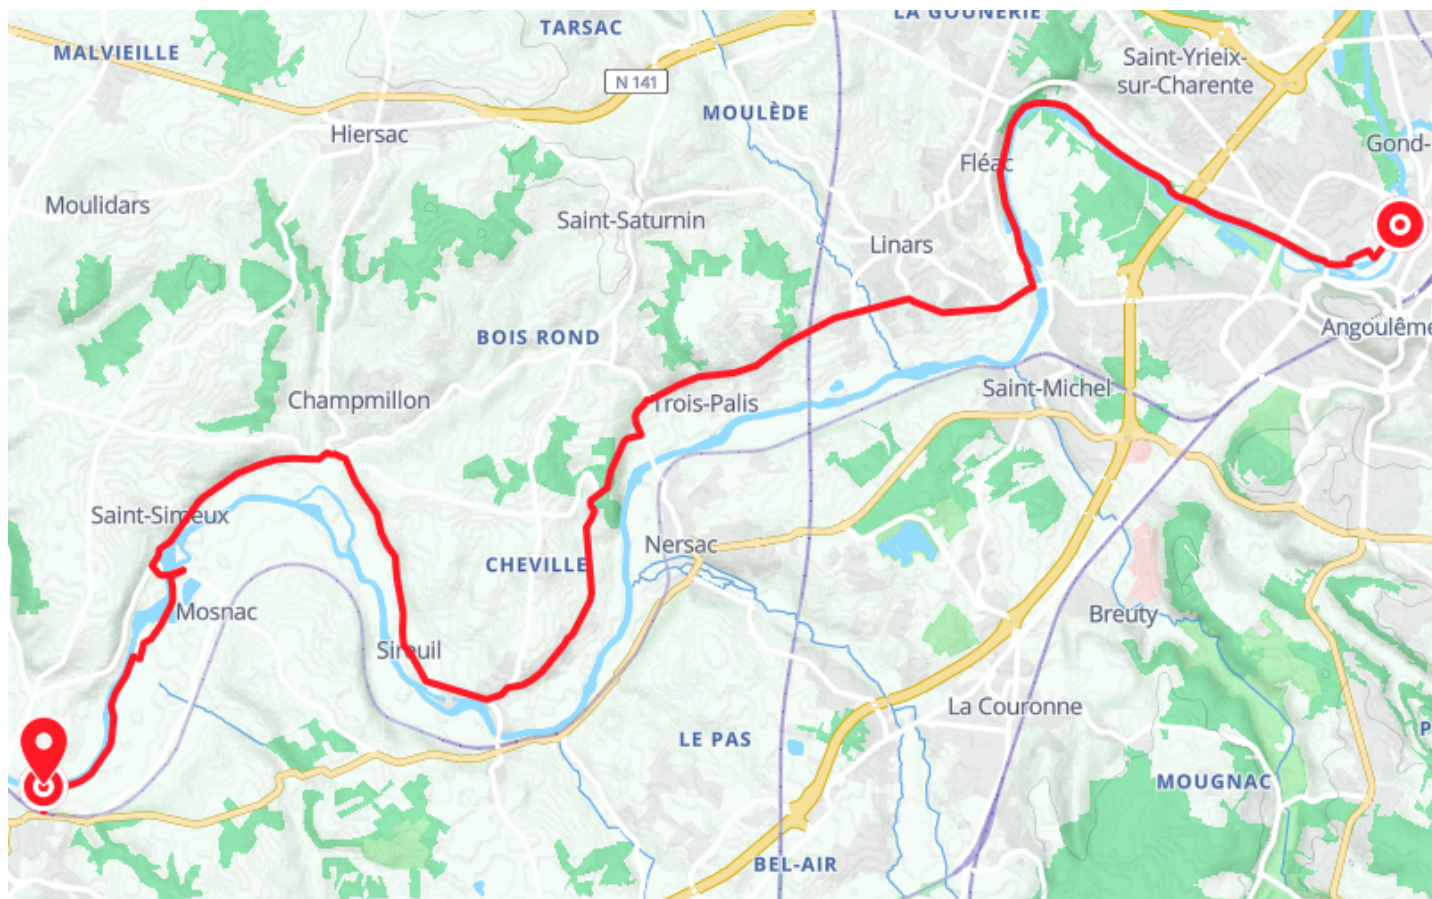 LA GOUNERIE
TARSAC
MALVIEILLE
Saint-Yrieix-
sur-Charente
N 141
MOULÈDE
Hiersac
Gond-
Fléac
Moulidars
Saint-Saturnin
Linars
Angoulême
BOIS ROND
Saint-Michel
Champmillon
Trois-Palis
Saint-Simeux
Nersac
CHEVILLE
Mosnac
Breuty
Sireuil
La Couronne
P
LE PAS
MOUGNAC
BEL-AIR